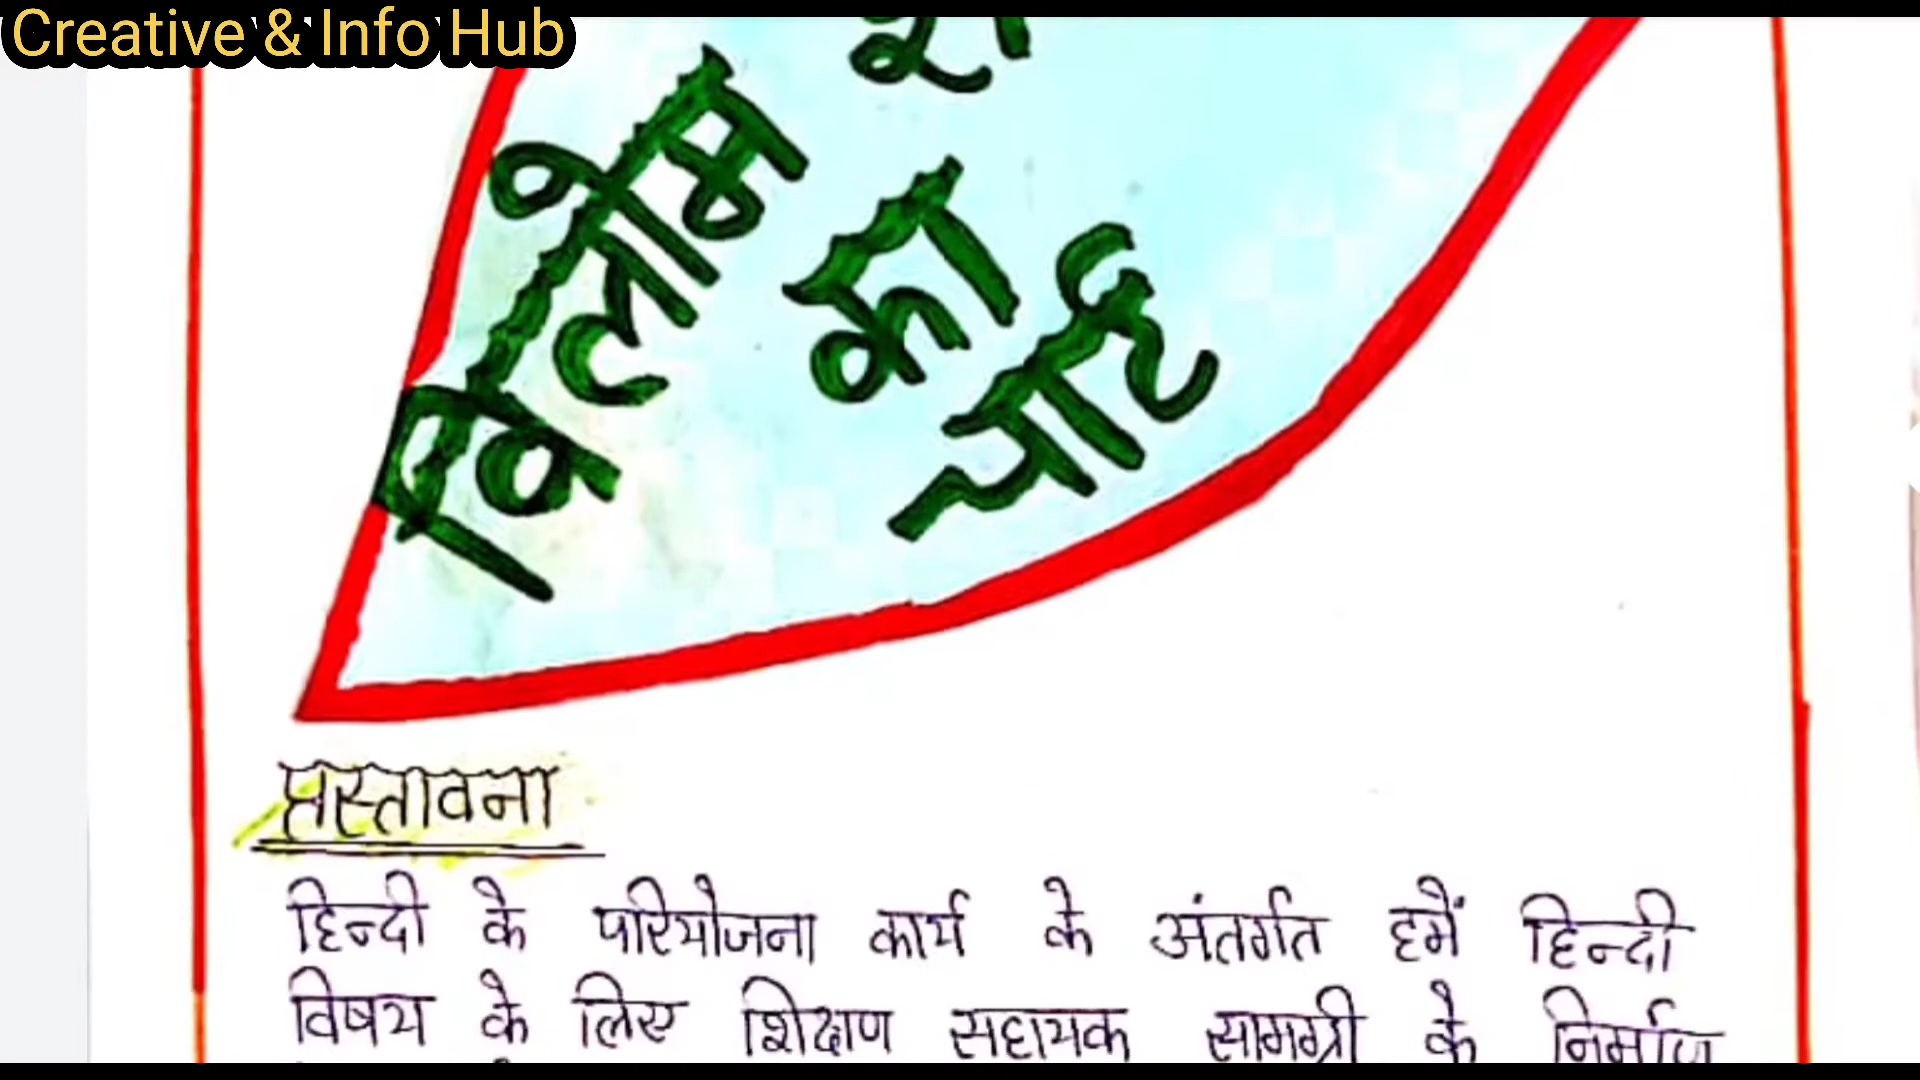 Creative & Info Hub
विलोम
का
चार्ट
प्रस्तावना
हिन्दी के परियोजना कार्य के अंतर्गत हमें हिन्दी
विषय के लिए शिक्षण सहायक सामग्री के निर्माण